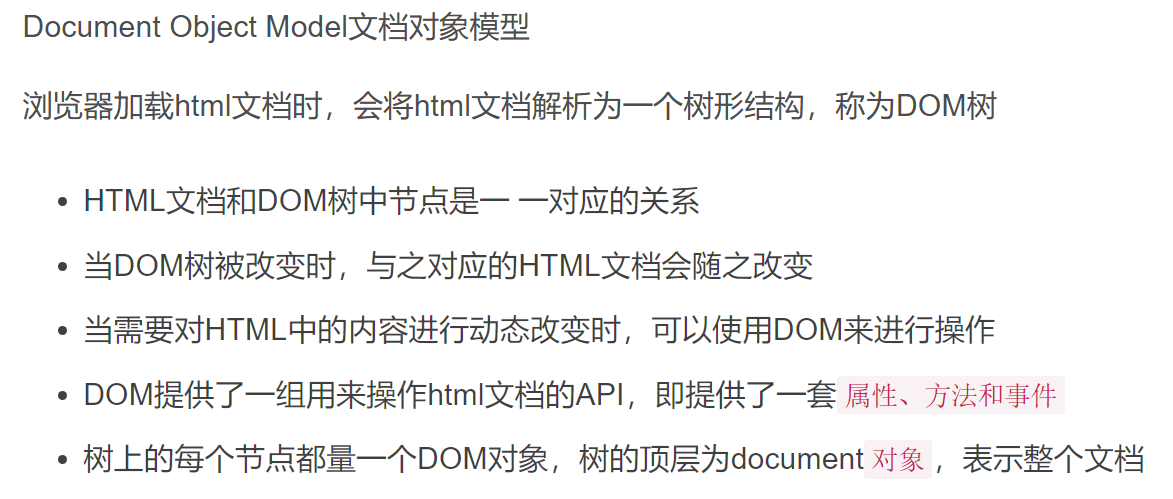 Document Object Model文档对象模型
浏览器加载html文档时，会将html文档解析为一个树形结构，称为DOM树
• HTML文档和DOM树中节点是一 一对应的关系
• 当DOM树被改变时，与之对应的HTML文档会随之改变
• 当需要对HTML中的内容进行动态改变时，可以使用DOM来进行操作
• DOM提供了一组用来操作html文档的API，即提供了一套 属性、方法和事件
• 树上的每个节点都量一个DOM对象，树的顶层为document 对象 ，表示整个文档